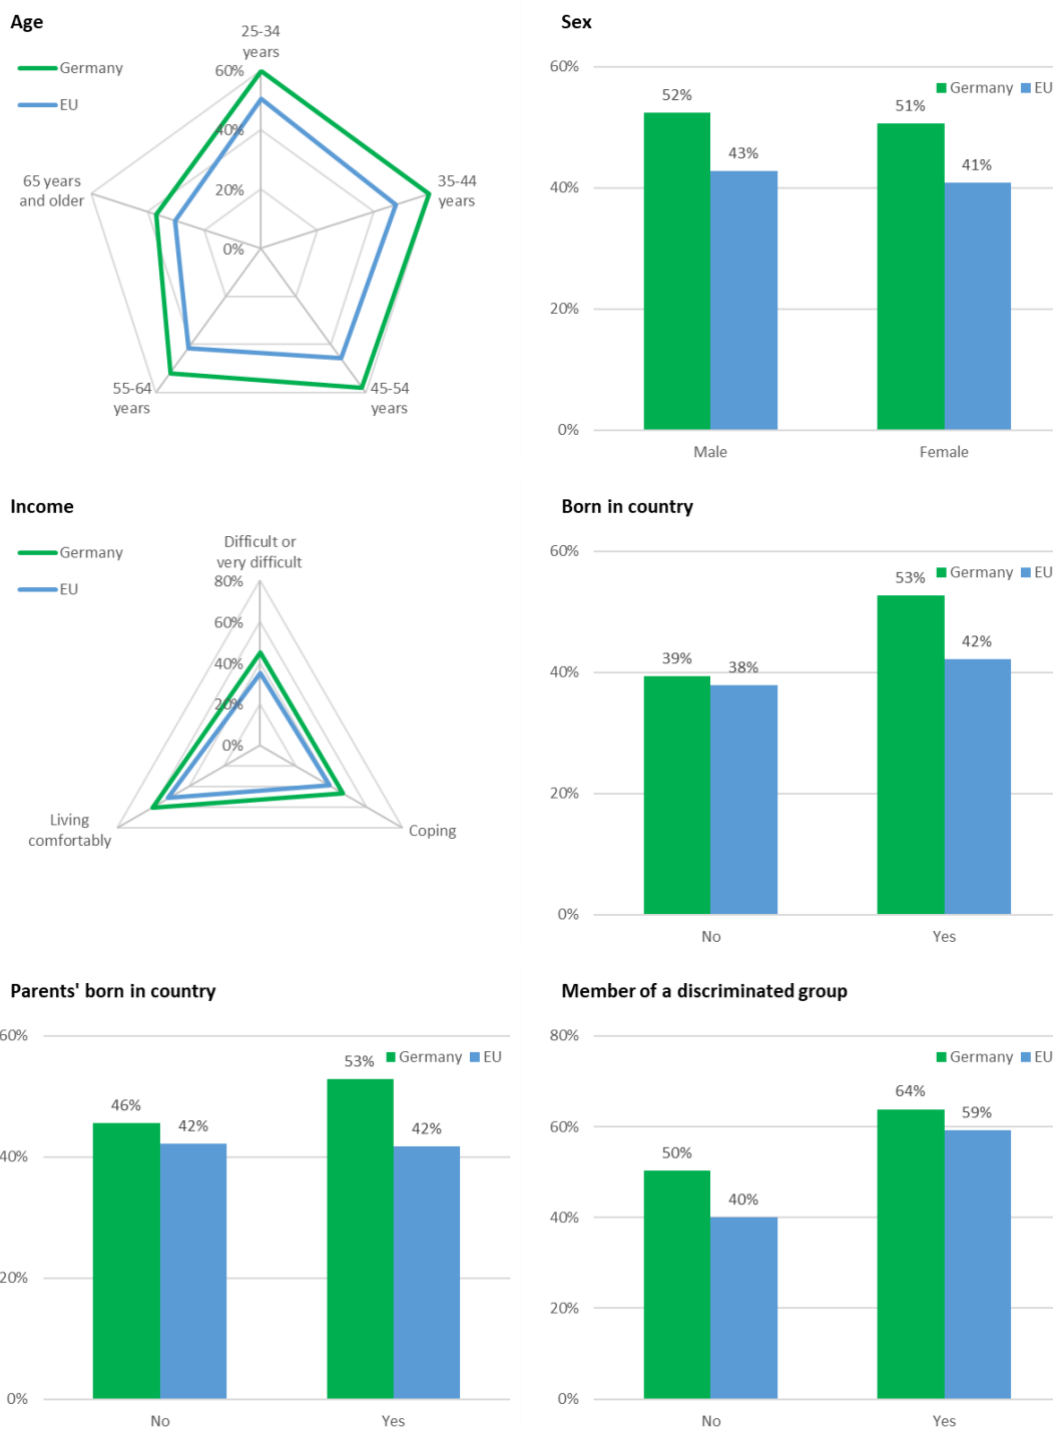 Age
Germany
EU
25-34
years
60%
40%
20%
0%
35-44
years
45-54
years
55-64
years
65 years
and older
Sex
Germany EU
60%
40%
20%
0%
52%
43%
51%
41%
Male
Female
Income
Germany
EU
Difficult or
very difficult
80%
60%
40%
20%
0%
Coping
Living
comfortably
Born in country
Germany EU
60%
40%
20%
0%
39%
38%
53%
42%
No
Yes
Parents' born in country
Germany EU
60%
40%
20%
0%
46%
42%
53%
42%
No
Yes
Member of a discriminated group
Germany EU
80%
60%
40%
20%
0%
50%
40%
64%
59%
No
Yes